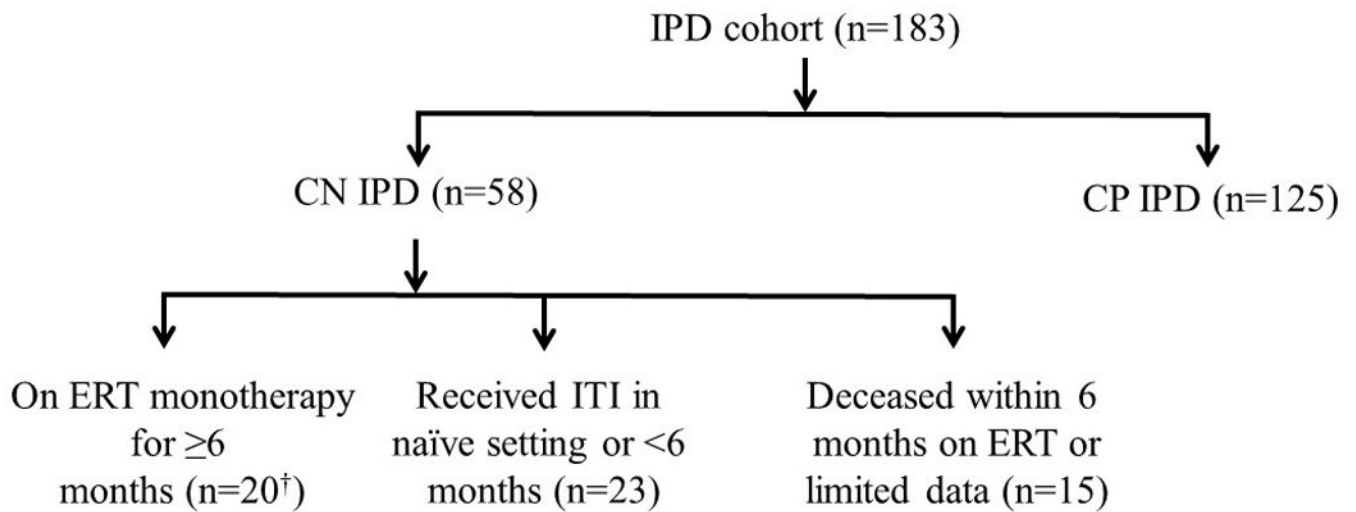 IPD cohort (n=183)
CN IPD (n=58)
CP IPD (n=125)
On ERT monotherapy
for ≥6
months (n=20†)
Received ITI in
naïve setting or <6
months (n=23)
Deceased within 6
months on ERT or
limited data (n=15)